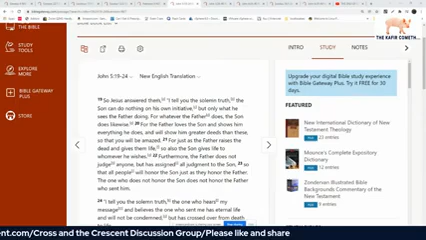 THE KAFIR COMETH...
THE BIBLE
STUDY
TOOLS
EXPLORE
MORE
BIBLE GATEWAY
PLUS
STORE
INTRO STUDY NOTES
John 5:19-24 New English Translation
19 So Jesus answered them, "I tell you the solemn truth, the
Son can do nothing on his own initiative, but only what he
sees the Father doing. For whatever the Father does, the Son
does likewise. 20 For the Father loves the Son and shows him
everything he does, and will show him greater deeds than these,
so that you will be amazed. 21 For just as the Father raises the
dead and gives them life, so also the Son gives life to
whomever he wishes. 22 Furthermore, the Father does not
judge anyone, but has assigned all judgment to the Son, 23 so
that all people will honor the Son just as they honor the Father.
The one who does not honor the Son does not honor the Father
who sent him.
24 "I tell you the solemn truth, the one who hears my
message and believes the one who sent me has eternal life
and will not be condemned, but has crossed over from death
Upgrade your digital Bible study experience
with Bible Gateway Plus. Try it FREE for
30 days.
FEATURED
New International Dictionary of New
Testament Theology
Mounce's Complete Expository
Dictionary
Zondervan Illustrated Bible
Backgrounds Commentary of the
New Testament
ent.com/Cross and the Crescent Discussion Group/Please like and share